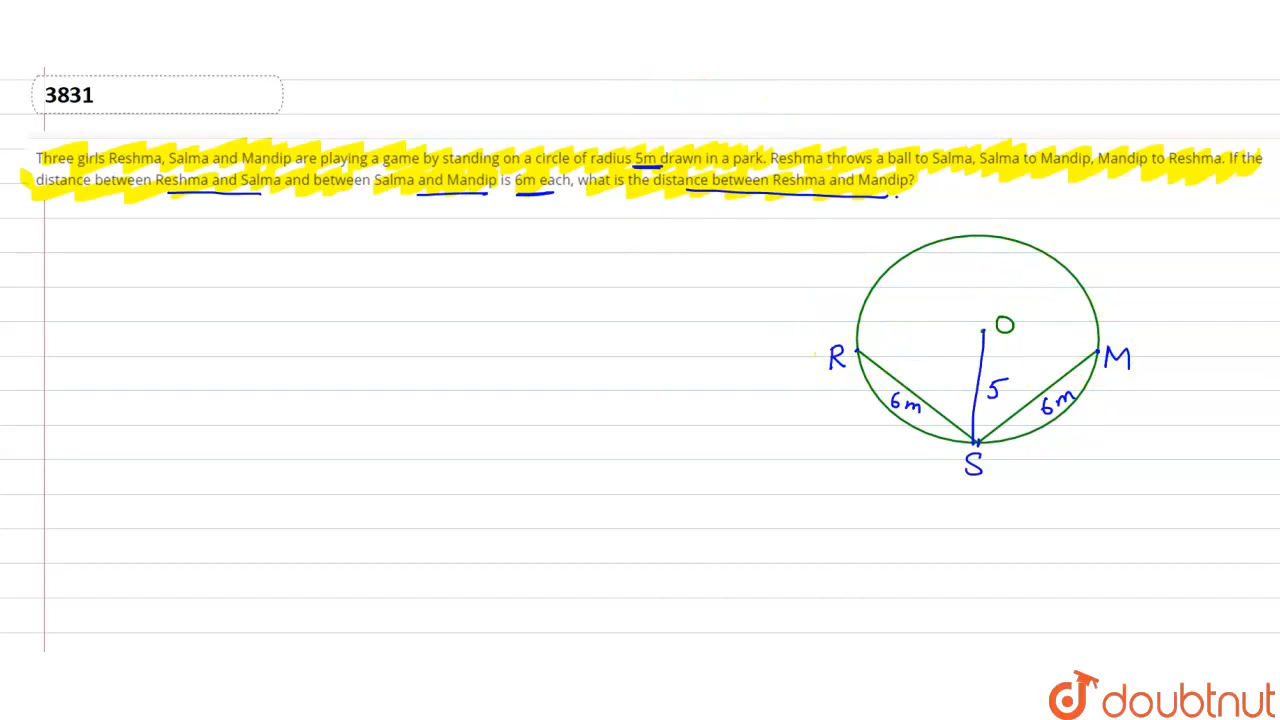 3831
Three girls Reshma, Salma and Mandip are playing a game by standing on a circle of radius 5m drawn in a park. Reshma throws a ball to Salma, Salma to Mandip, Mandip to Reshma. If the
distance between Reshma and Salma and between Salma and Mandip is 6m each, what is the distance between Reshma and Mandip?
O
R
M
5
6m
6m
S
doubtnut